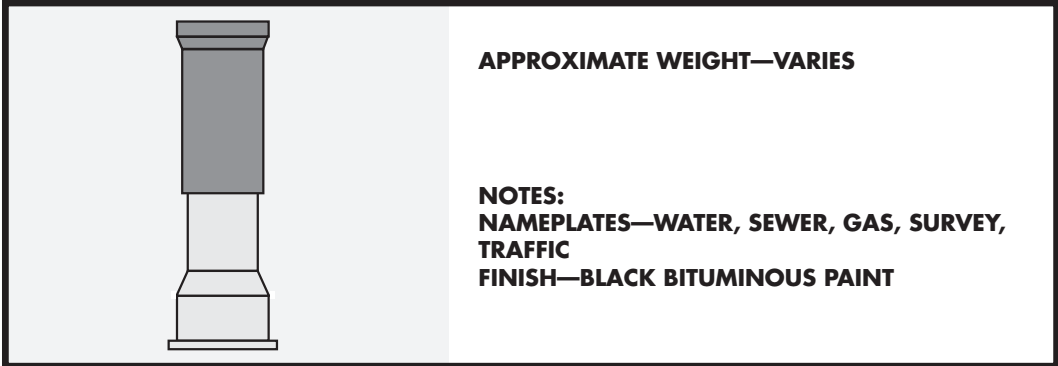 APPROXIMATE WEIGHT—VARIES
NOTES:
NAMEPLATES—WATER, SEWER, GAS, SURVEY,
TRAFFIC
FINISH—BLACK BITUMINOUS PAINT